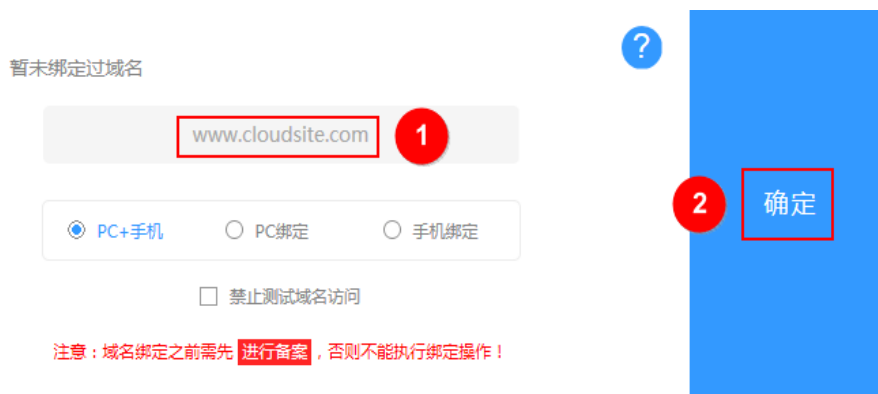 ?
暂未绑定过域名
www.cloudsite.com 1
2 确定
PC+手机 PC绑定 手机绑定
禁止测试域名访问
注意：域名绑定之前需先 进行备案 ，否则不能执行绑定操作！